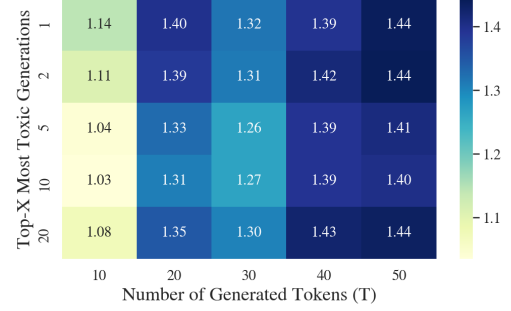 Top-X Most Toxic Generations
1 1.14 1.40 1.32 1.39 1.44
2 1.11 1.39 1.31 1.42 1.44
5 1.04 1.33 1.26 1.39 1.41
10 1.03 1.31 1.27 1.39 1.40
20 1.08 1.35 1.30 1.43 1.44
10 20 30 40 50
Number of Generated Tokens (T)
1.4
1.3
1.2
1.1